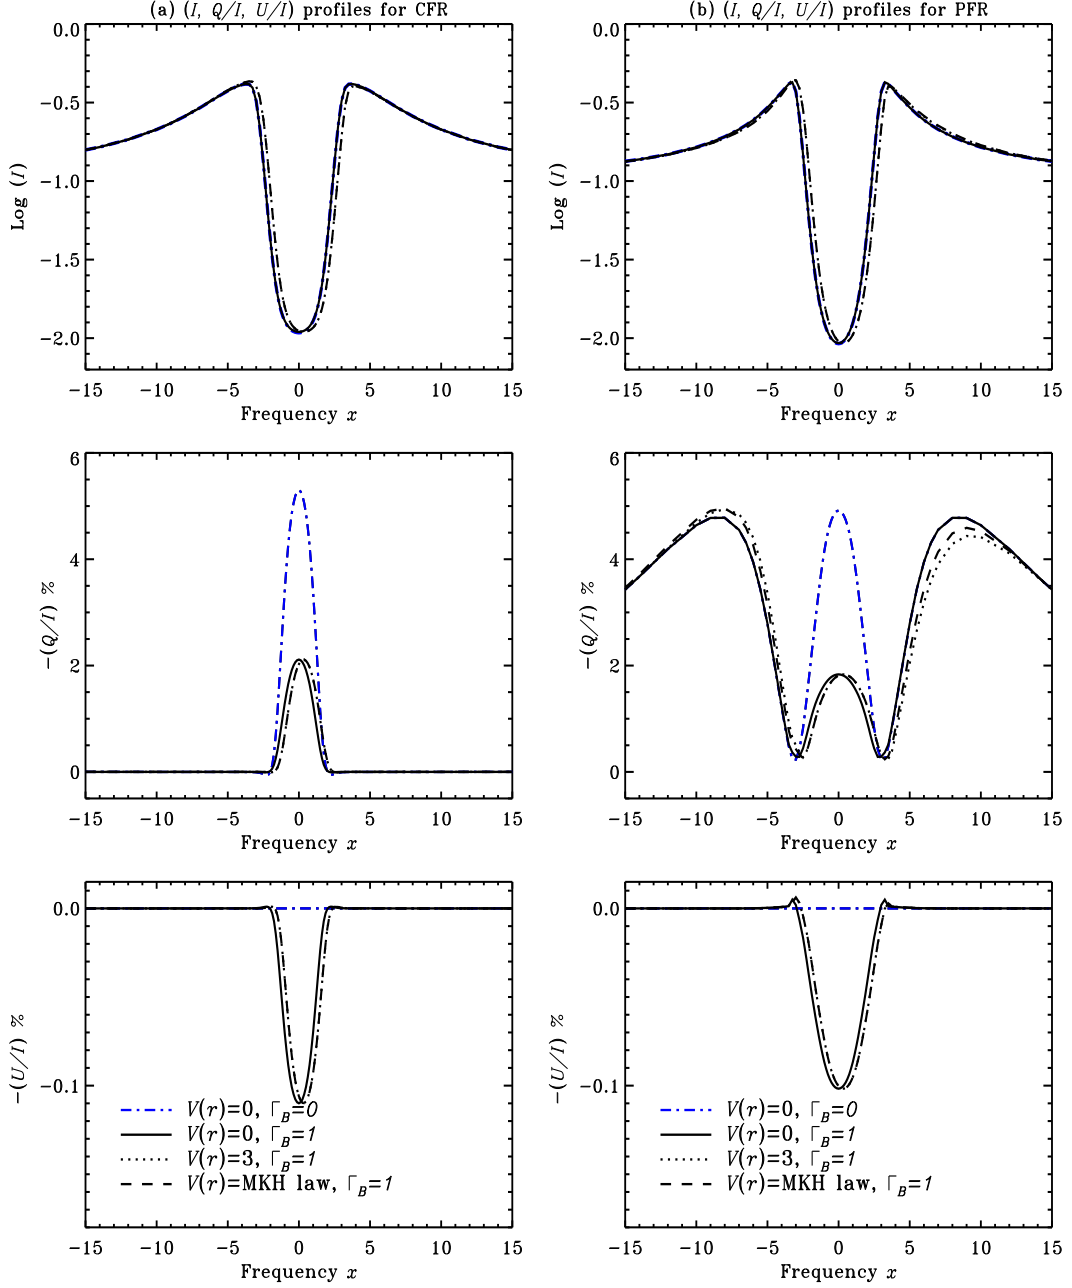 (a) (I, Q/I, U/I) profiles for CFR
0.0
−0.5
−1.0
−1.5
−2.0
Log (I)
−15 −10 −5 0 5 10 15
Frequency x
(b) (I, Q/I, U/I) profiles for PFR
0.0
−0.5
−1.0
−1.5
−2.0
Log (I)
−15 −10 −5 0 5 10 15
Frequency x
6
4
2
0
−(Q/I) %
−15 −10 −5 0 5 10 15
Frequency x
6
4
2
0
−(Q/I) %
−15 −10 −5 0 5 10 15
Frequency x
0.0
−0.1
−(U/I) %
V(r)=0, Γ_B=0
V(r)=0, Γ_B=1
V(r)=3, Γ_B=1
V(r)=MKH law, Γ_B=1
−15 −10 −5 0 5 10 15
Frequency x
0.0
−0.1
−(U/I) %
V(r)=0, Γ_B=0
V(r)=0, Γ_B=1
V(r)=3, Γ_B=1
V(r)=MKH law, Γ_B=1
−15 −10 −5 0 5 10 15
Frequency x